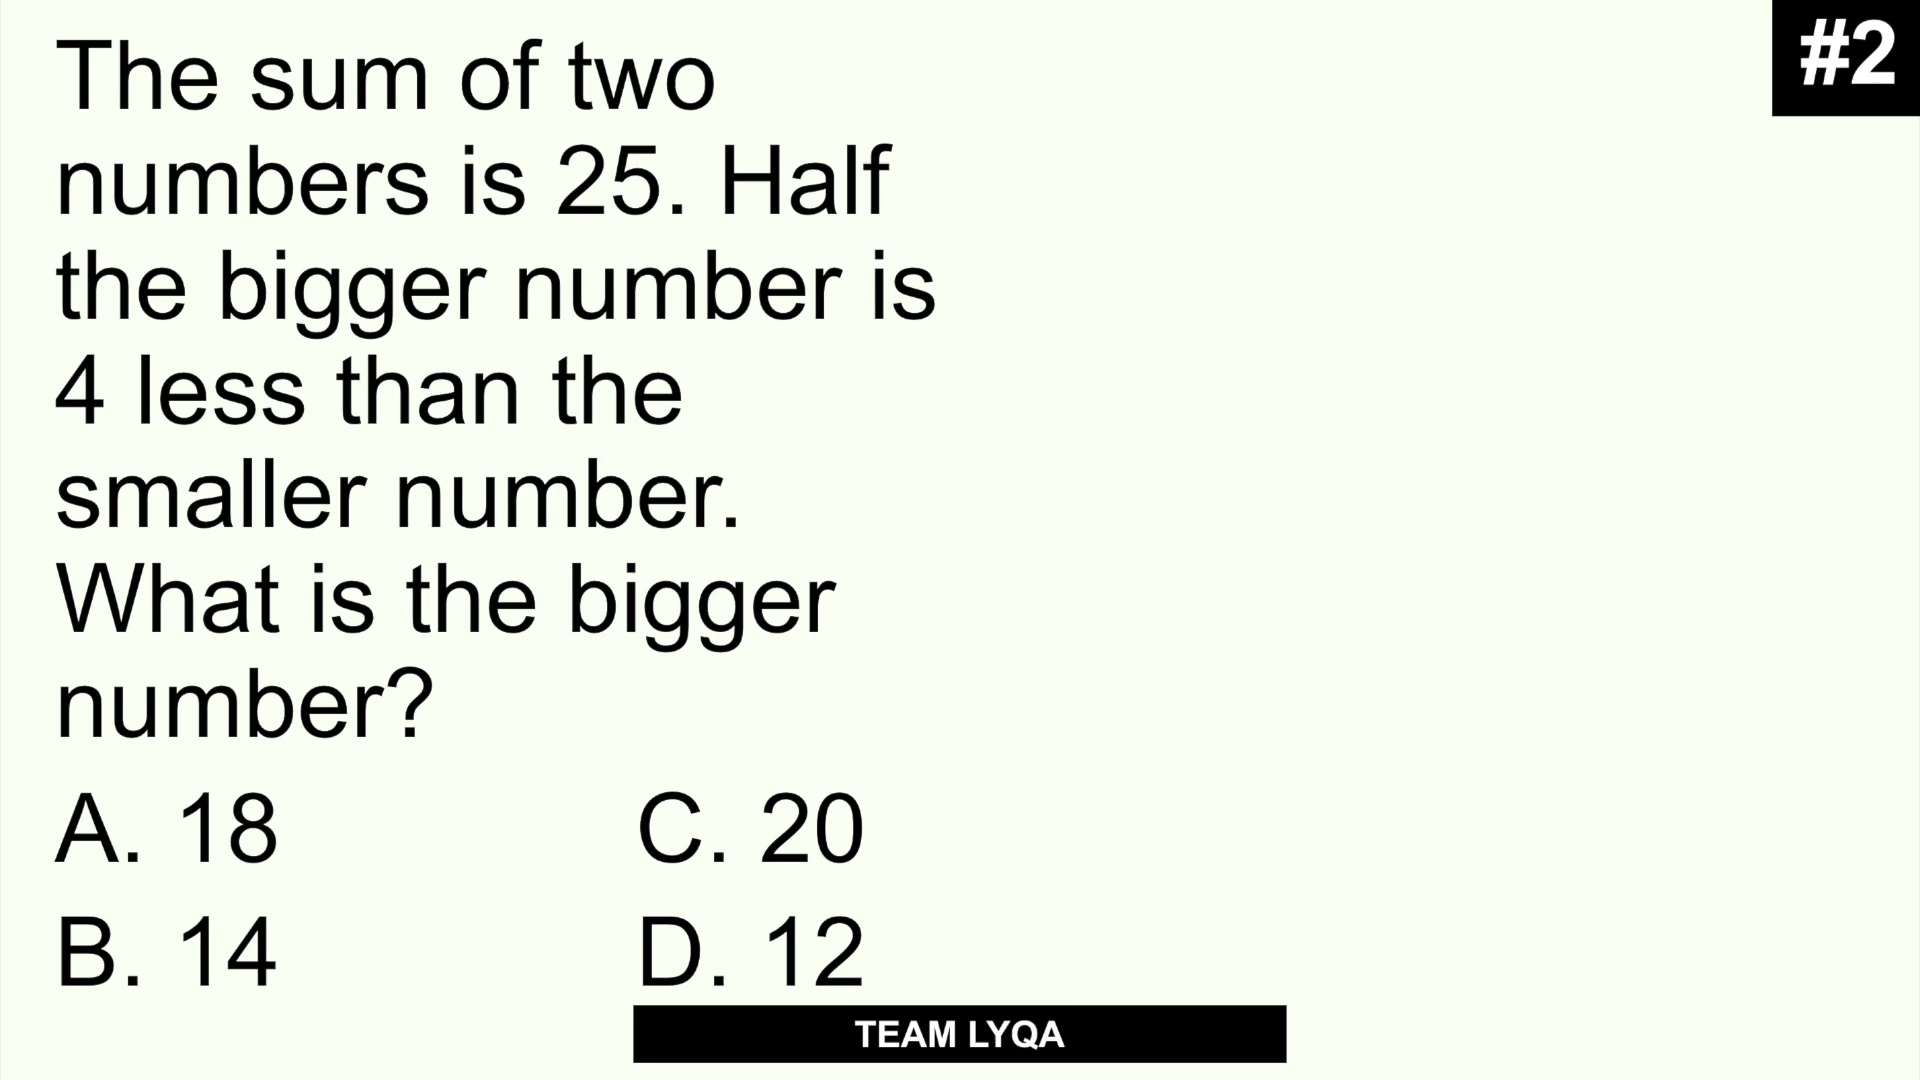 The sum of two
#2
numbers is 25. Half
the bigger number is
4 less than the
smaller number.
What is the bigger
number?
A. 18
C. 20
B. 14
D. 12
TEAM LYQA